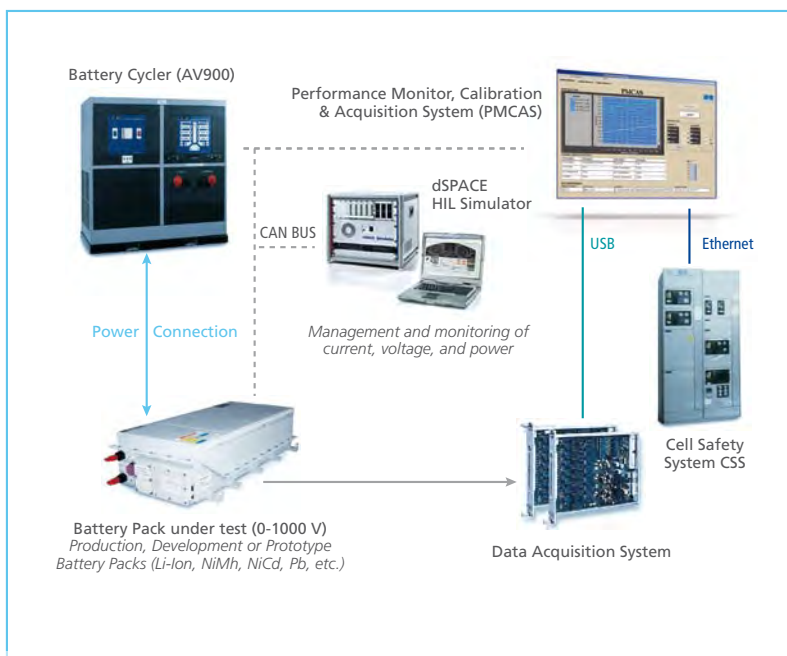 Battery Cycler (AV900)
Performance Monitor, Calibration
& Acquisition System (PMCAS)
PMCAS
dSPACE
HIL Simulator
CAN BUS
USB
Ethernet
Power Connection
Management and monitoring of
current, voltage, and power
Cell Safety
System CSS
Battery Pack under test (0-1000 V)
Production, Development or Prototype
Battery Packs (Li-Ion, NiMh, NiCd, Pb, etc.)
Data Acquisition System